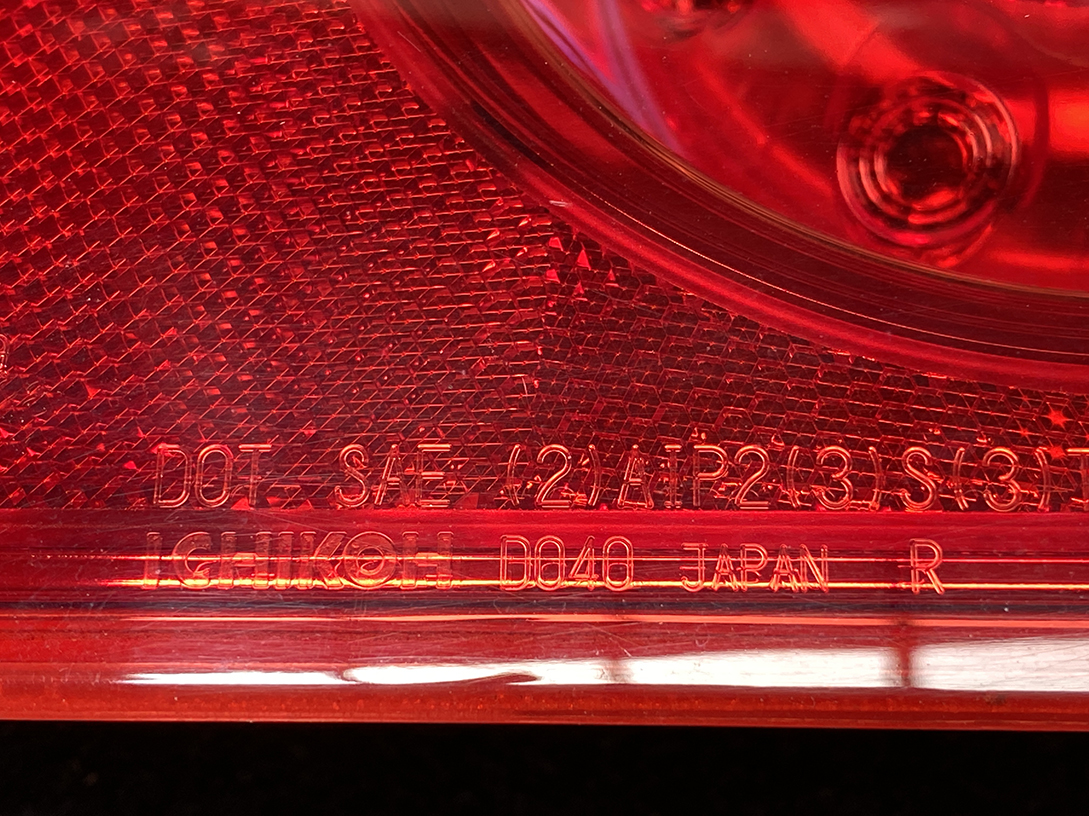 DOT SAE (2)AIP2(3)S(3)T
ICHIKOH D040 JAPAN R